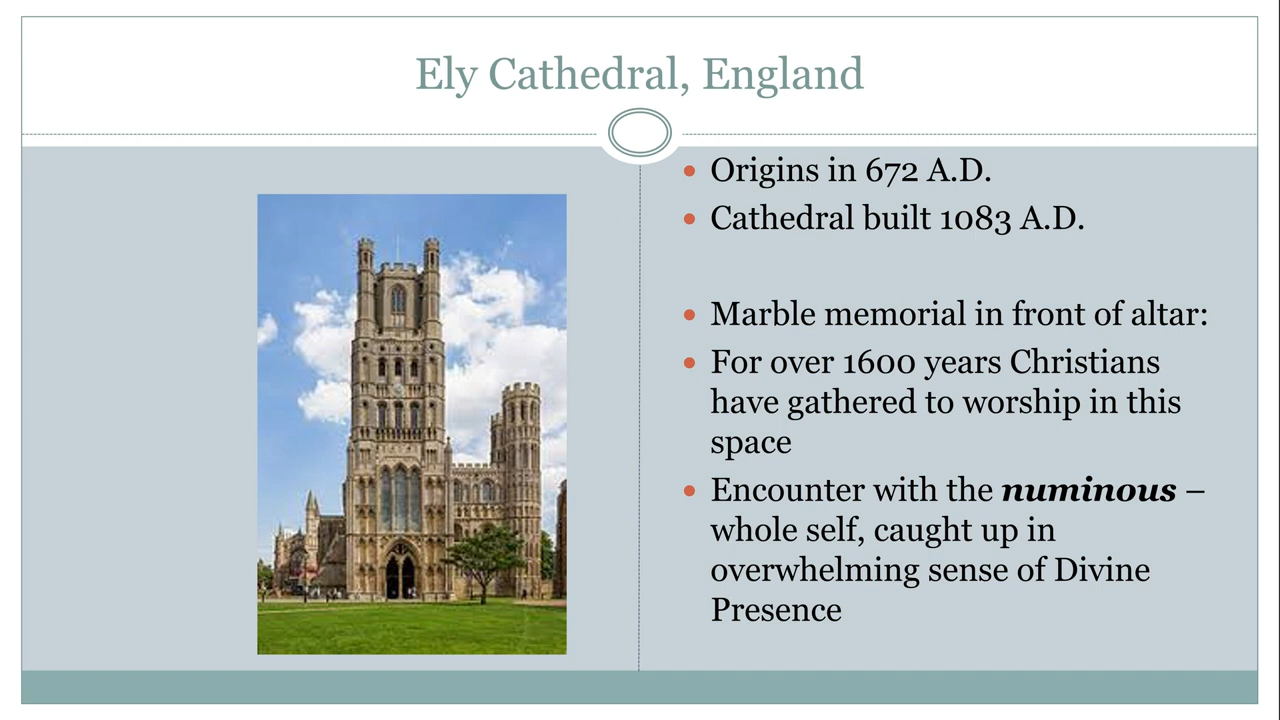 Ely Cathedral, England
Origins in 672 A.D.
Cathedral built 1083 A.D.
Marble memorial in front of altar:
For over 1600 years Christians
have gathered to worship in this
space
Encounter with the numinous –
whole self, caught up in
overwhelming sense of Divine
Presence